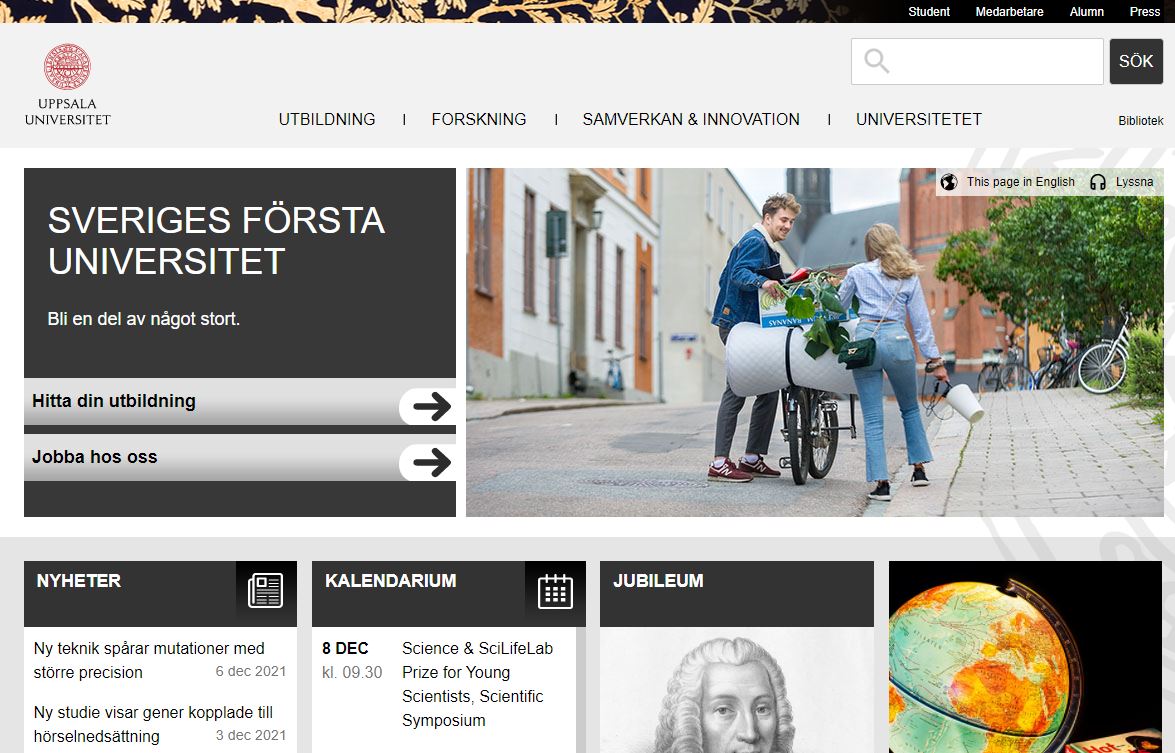 Student
Medarbetare
Alumn
Press
UPPSALA
UNIVERSITET
SÖK
UTBILDNING
FORSKNING
SAMVERKAN & INNOVATION
UNIVERSITETET
Bibliotek
This page in English
Lyssna
SVERIGES FÖRSTA
UNIVERSITET
Bli en del av något stort.
Hitta din utbildning
Jobba hos oss
BANANAS
NYHETER
Ny teknik spårar mutationer med
större precision 6 dec 2021
Ny studie visar gener kopplade till
hörselnedsättning 3 dec 2021
KALENDARIUM
8 DEC
kl. 09.30
Science & SciLifeLab
Prize for Young
Scientists, Scientific
Symposium
JUBILEUM